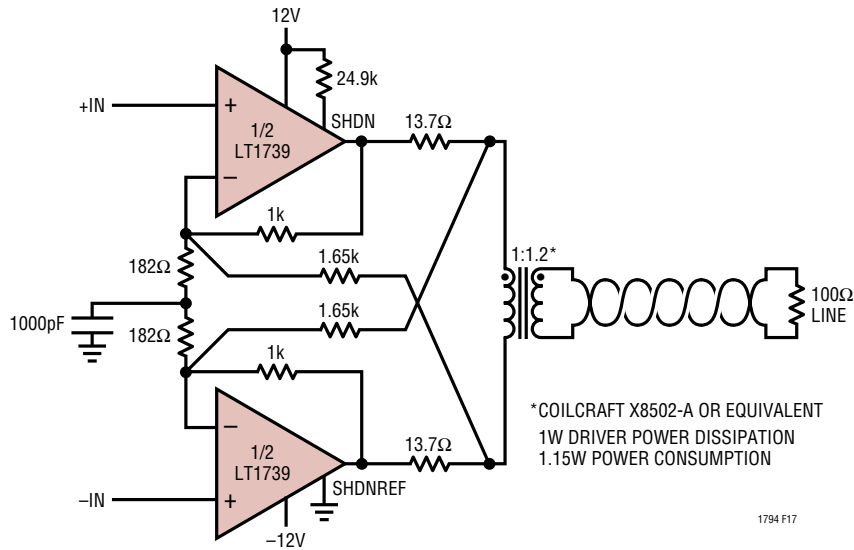 12V
24.9k
+IN
+
1/2
LT1739
–
SHDN
13.7Ω
1k
182Ω
1.65k
1:1.2*
100Ω
LINE
1000pF
182Ω
1.65k
1k
–
1/2
LT1739
+
–IN
13.7Ω
SHDNREF
–12V
*COILCRAFT X8502-A OR EQUIVALENT
1W DRIVER POWER DISSIPATION
1.15W POWER CONSUMPTION
1794 F17